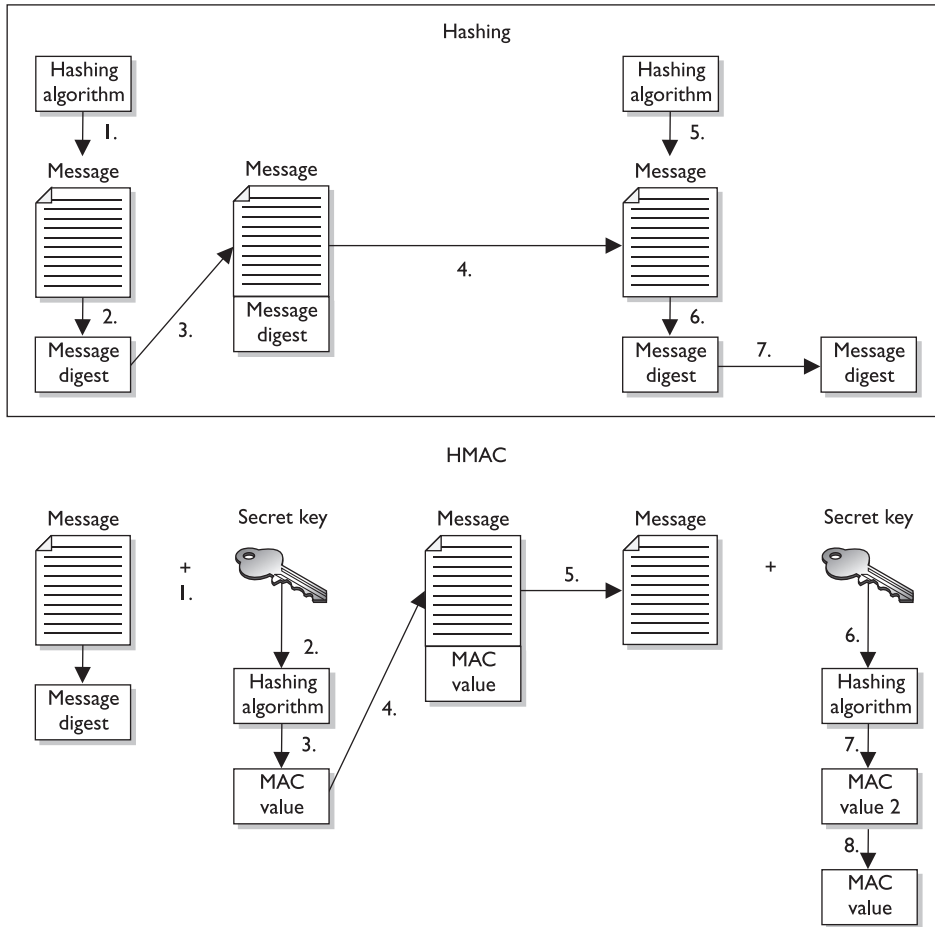 Hashing
Hashing
algorithm
Hashing
algorithm
1.
5.
Message
Message
Message
4.
2.
3.
Message
digest
6.
Message
digest
Message
digest
7.
Message
digest
HMAC
Message
Secret key
Message
Message
Secret key
+
1.
5.
+
2.
6.
Message
digest
Hashing
algorithm
4.
MAC
value
Hashing
algorithm
3.
7.
MAC
value
MAC
value 2
8.
MAC
value